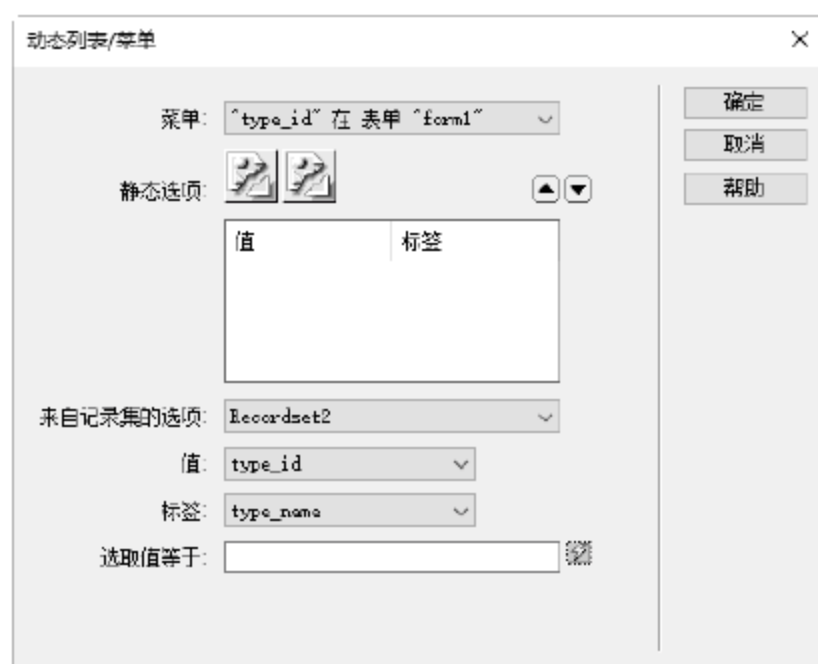 动态列表/菜单
菜单: "type_id" 在 表单 "form1"
静态选项:
值 标签
来自记录集的选项: Recordset2
值: type_id
标签: type_name
选取值等于:
确定
取消
帮助